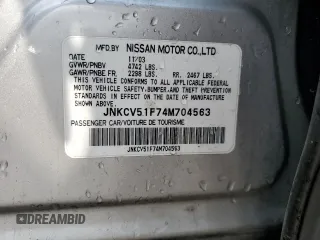 MFD.BY NISSAN MOTOR CO.,LTD
DATE 11/03
GVWR/PNBV 4742 LBS.
GAWR/PNBE FR. 2298 LBS. RR. 2467 LBS.
THIS VEHICLE CONFORMS TO ALL APPLICABLE FEDERAL
MOTOR VEHICLE SAFETY,BUMPER,AND THEFT PREVENTION
STANDARDS IN EFFECT ON THE DATE OF MANUFACTURE
SHOWN ABOVE.
JNKCV51F74M704563
PASSENGER CAR/VOITURE DE TOURISME
JNKCV51F74M704563
DREAMBID